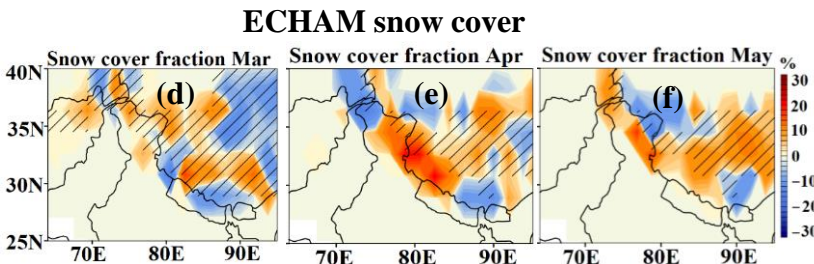 ECHAM snow cover
Snow cover fraction Mar
Snow cover fraction Apr
Snow cover fraction May
%
(d)
(e)
(f)
40N
35N
30N
25N
70E 80E 90E
70E 80E 90E
70E 80E 90E
30
20
10
0
−10
−20
−30